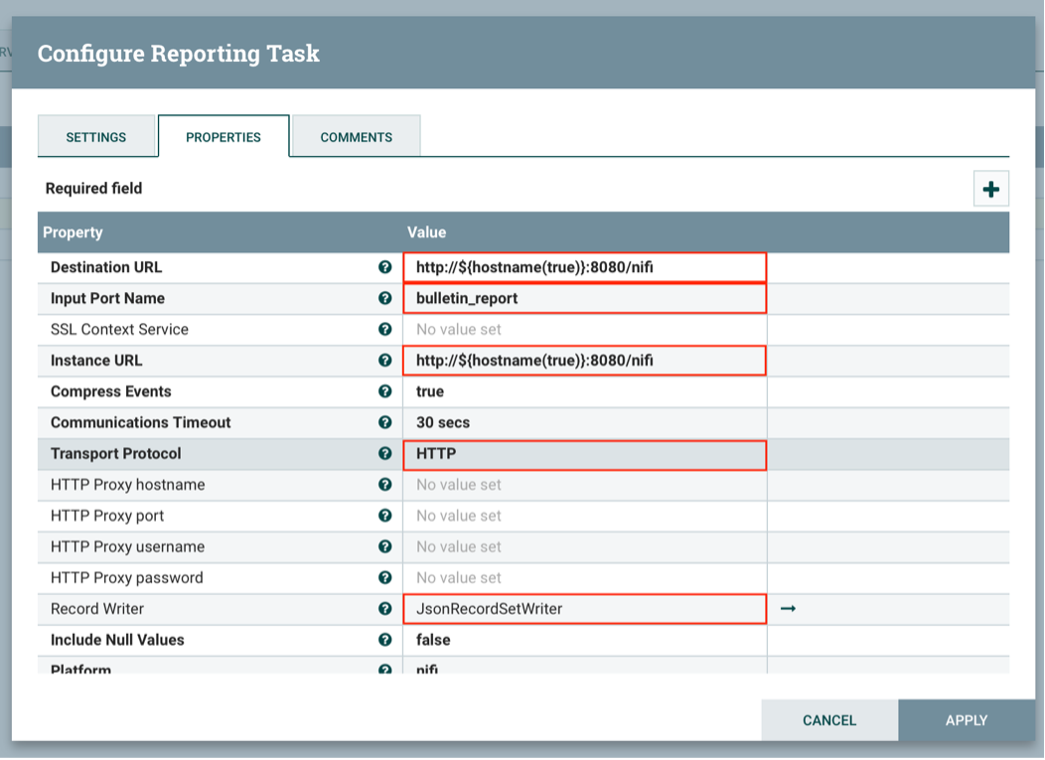 RV
Configure Reporting Task
SETTINGS PROPERTIES COMMENTS
Required field
Property Value
Destination URL http://${hostname(true)}:8080/nifi
Input Port Name bulletin_report
SSL Context Service No value set
Instance URL http://${hostname(true)}:8080/nifi
Compress Events true
Communications Timeout 30 secs
Transport Protocol HTTP
HTTP Proxy hostname No value set
HTTP Proxy port No value set
HTTP Proxy username No value set
HTTP Proxy password No value set
Record Writer JsonRecordSetWriter
Include Null Values false
Platform nifi
CANCEL APPLY